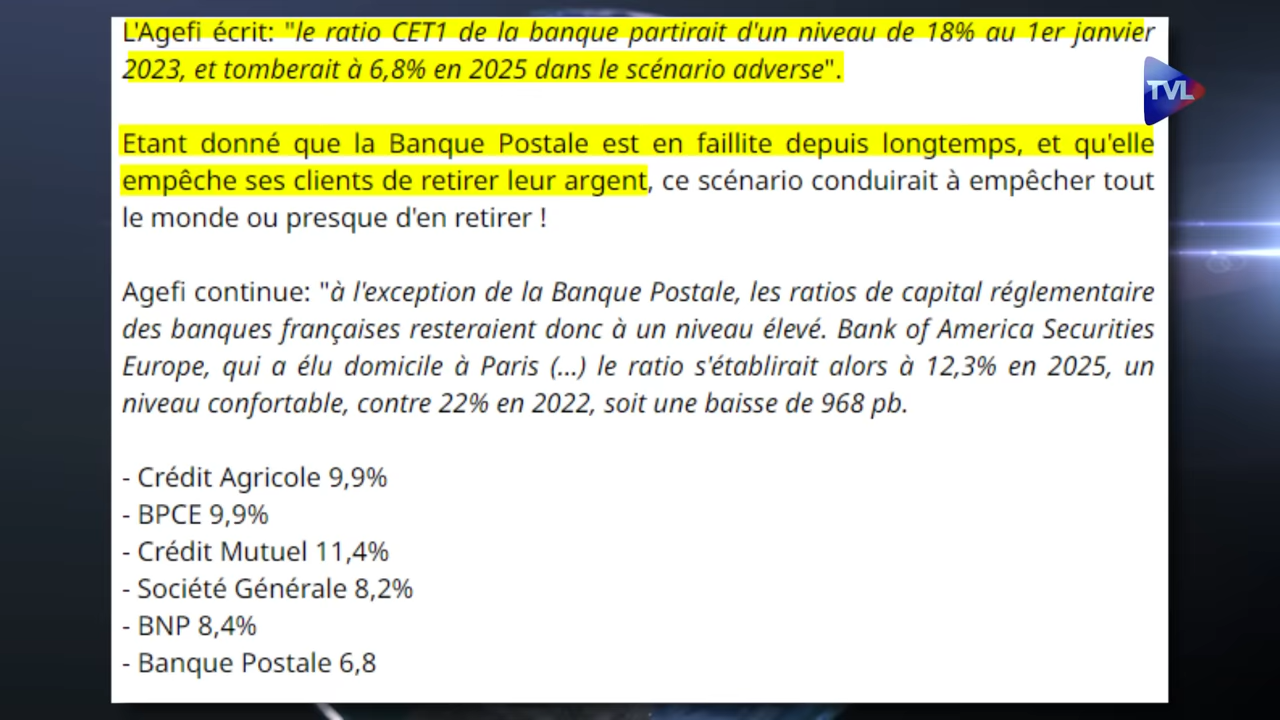 L'Agefi écrit: "le ratio CET1 de la banque partirait d'un niveau de 18% au 1er janvier
2023, et tomberait à 6,8% en 2025 dans le scénario adverse".
TVL
Etant donné que la Banque Postale est en faillite depuis longtemps, et qu'elle
empêche ses clients de retirer leur argent, ce scénario conduirait à empêcher tout
le monde ou presque d'en retirer !
Agefi continue: "à l'exception de la Banque Postale, les ratios de capital réglementaire
des banques françaises resteraient donc à un niveau élevé. Bank of America Securities
Europe, qui a élu domicile à Paris (...) le ratio s'établirait alors à 12,3% en 2025, un
niveau confortable, contre 22% en 2022, soit une baisse de 968 pb.
- Crédit Agricole 9,9%
- BPCE 9,9%
- Crédit Mutuel 11,4%
- Société Générale 8,2%
- BNP 8,4%
- Banque Postale 6,8